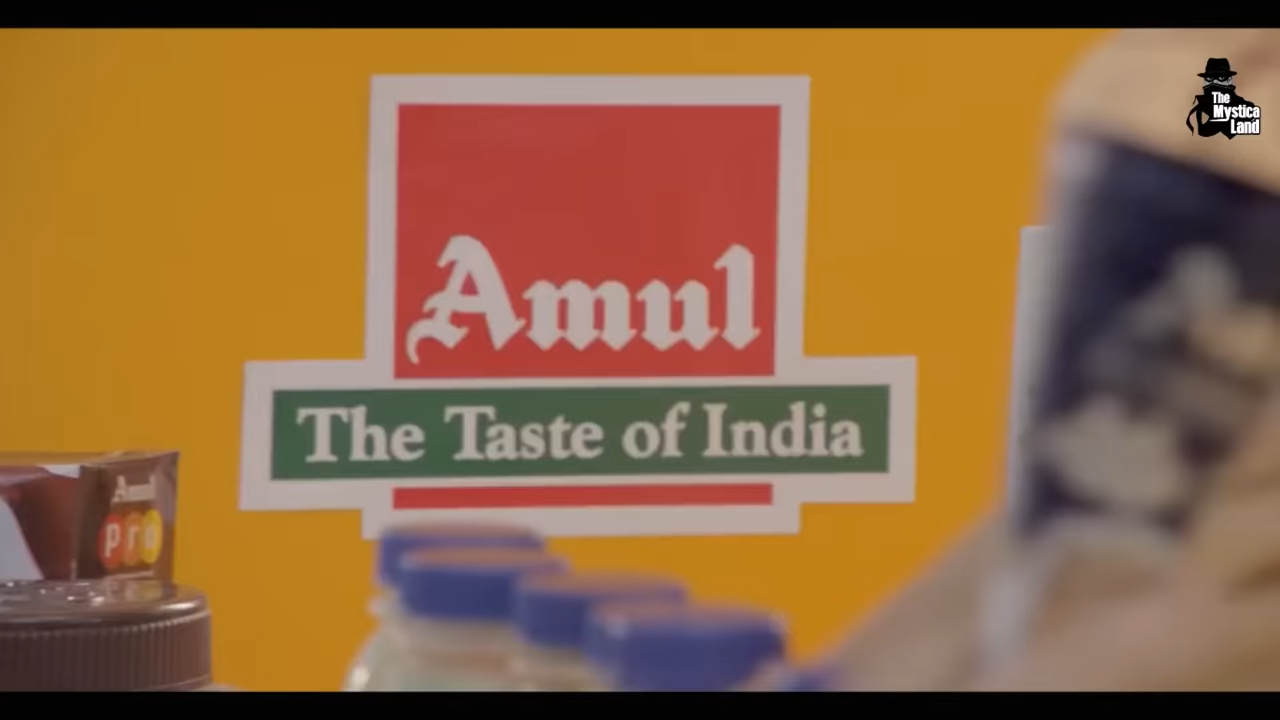 The
Mystica
Land
Amul
The Taste of India
Amul
pro